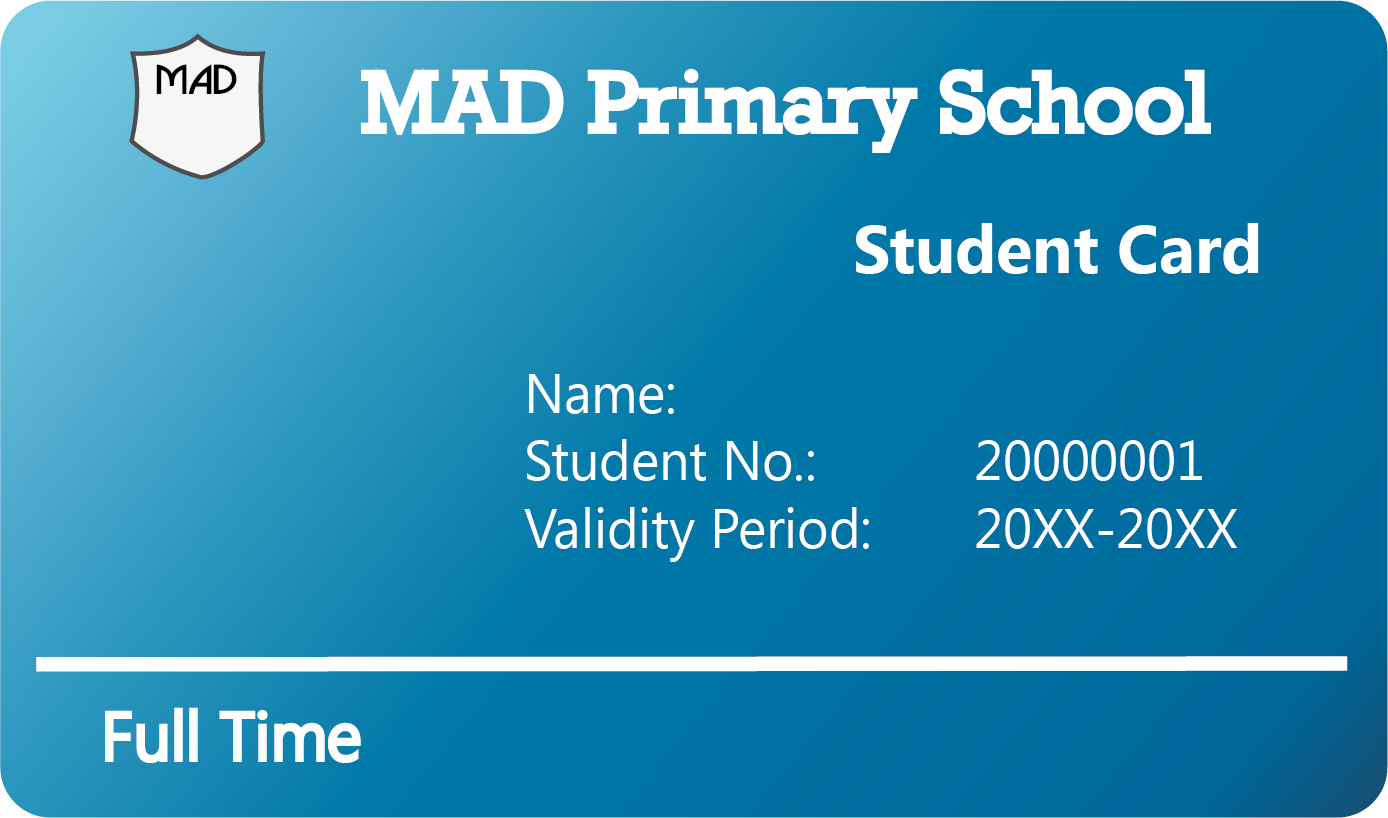 MAD
MAD Primary School
Student Card
Name:
Student No.: 20000001
Validity Period: 20XX-20XX
Full Time